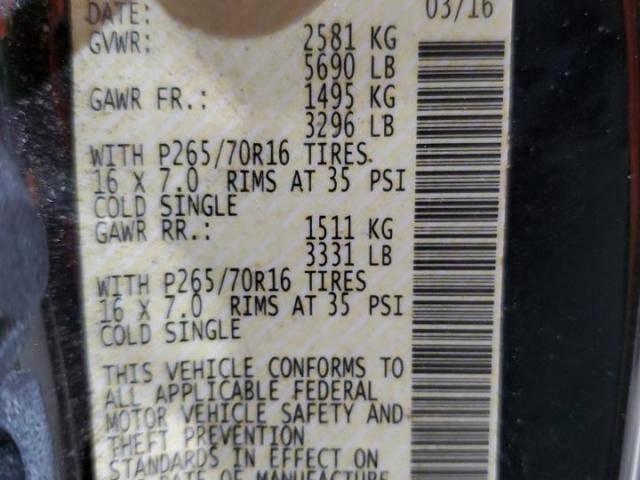 DATE: 03/16
GVWR: 2581 KG
5690 LB
GAWR FR.: 1495 KG
3296 LB
WITH P265/70R16 TIRES
16 X 7.0 RIMS AT 35 PSI
COLD SINGLE
GAWR RR.: 1511 KG
3331 LB
WITH P265/70R16 TIRES
16 X 7.0 RIMS AT 35 PSI
COLD SINGLE
THIS VEHICLE CONFORMS TO
ALL APPLICABLE FEDERAL
MOTOR VEHICLE SAFETY AND
THEFT PREVENTION
STANDARDS IN EFFECT ON
DATE OF MANUFACTURE